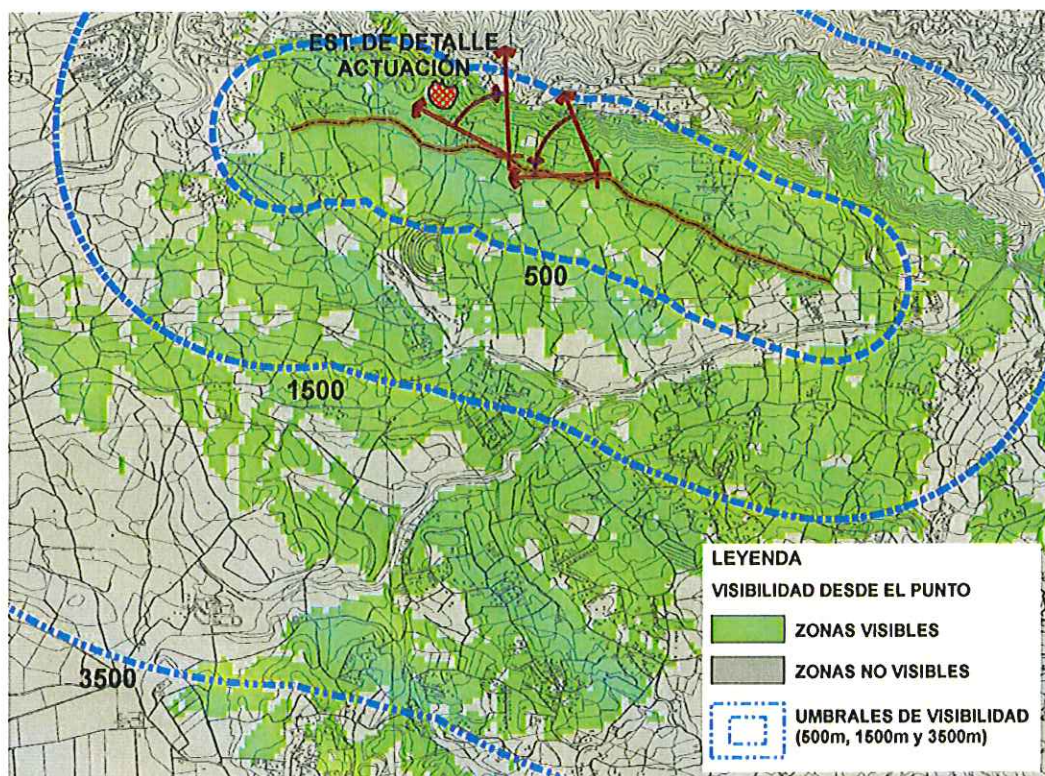 EST. DE DETALLE
ACTUACIÓN
500
1500
3500
LEYENDA
VISIBILIDAD DESDE EL PUNTO
ZONAS VISIBLES
ZONAS NO VISIBLES
UMBRALES DE VISIBILIDAD
(500m, 1500m y 3500m)